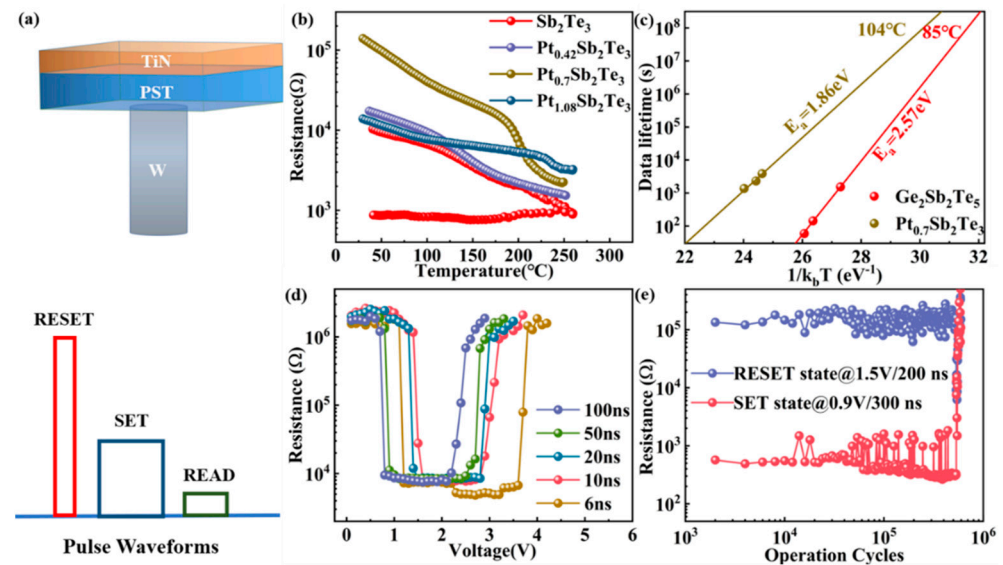 (a)
TiN
PST
W
RESET
SET
READ
Pulse Waveforms
(b)
Sb₂Te₃
Pt₀.₄₂Sb₂Te₃
Pt₀.₇Sb₂Te₃
Pt₁.₀₈Sb₂Te₃
Resistance(Ω)
10⁵
10⁴
10³
0 50 100 150 200 250 300
Temperature(℃)
(c)
104℃
85℃
Eₐ=1.86eV
Eₐ=2.57eV
Ge₂Sb₂Te₅
Pt₀.₇Sb₂Te₃
Data lifetime (s)
10⁸
10⁷
10⁶
10⁵
10⁴
10³
10²
22 24 26 28 30 32
1/k_bT (eV⁻¹)
(d)
100ns
50ns
20ns
10ns
6ns
Resistance (Ω)
10⁶
10⁵
10⁴
0 1 2 3 4 5 6
Voltage(V)
(e)
RESET state@1.5V/200 ns
SET state@0.9V/300 ns
Resistance (Ω)
10⁵
10⁴
10³
10²
10³ 10⁴ 10⁵ 10⁶
Operation Cycles